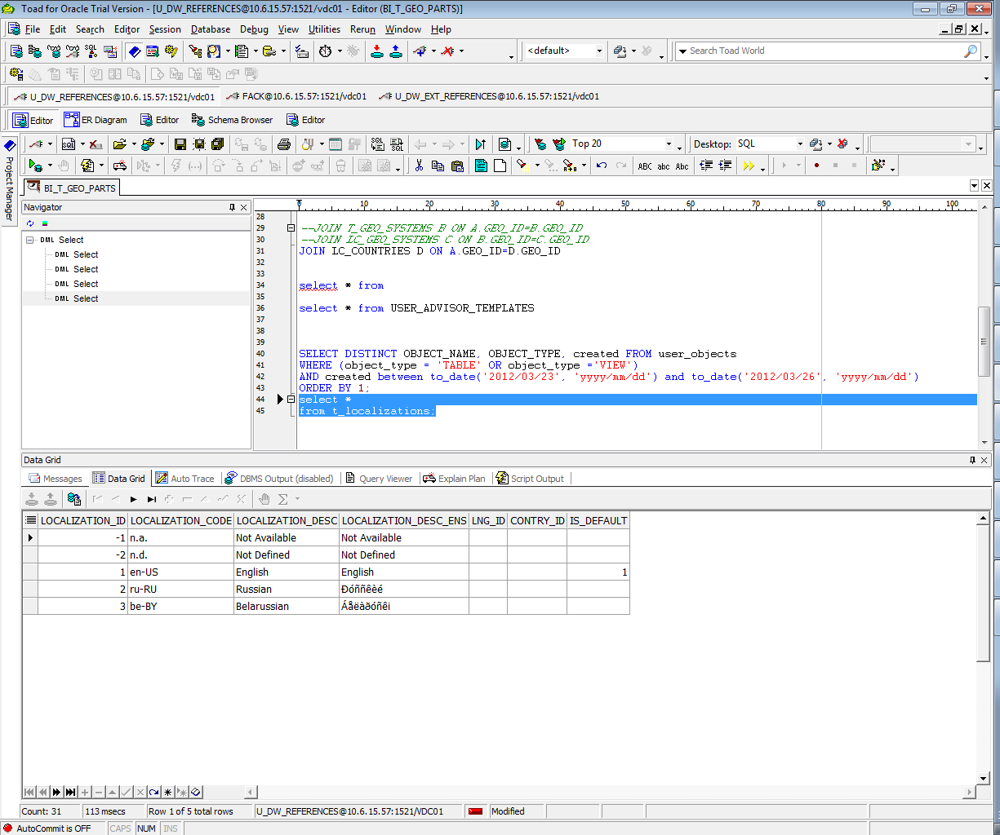 Toad for Oracle Trial Version - [U_DW_REFERENCES@10.6.15.57:1521/vdc01 - Editor (BI_T_GEO_PARTS)]
File Edit Search Editor Session Database Debug View Utilities Rerun Window Help
<default> Search Toad World
U_DW_REFERENCES@10.6.15.57:1521/vdc01 FACK@10.6.15.57:1521/vdc01 U_DW_EXT_REFERENCES@10.6.15.57:1521/vdc01
Editor ER Diagram Editor Schema Browser Editor
Project Manager
SQL SQL SQL Top 20 Desktop: SQL
ABC abc Abc
BI_T_GEO_PARTS
Navigator
DML Select
DML Select
DML Select
DML Select
DML Select
0 10 20 30 40 50 60 70 80 90 100
28
29 --JOIN T_GEO_SYSTEMS B ON A.GEO_ID=B.GEO_ID
30 --JOIN LC_GEO_SYSTEMS C ON B.GEO_ID=C.GEO_ID
31 JOIN LC_COUNTRIES D ON A.GEO_ID=D.GEO_ID
32
33
34 select * from
35
36 select * from USER_ADVISOR_TEMPLATES
37
38
39
40 SELECT DISTINCT OBJECT_NAME, OBJECT_TYPE, created FROM user_objects
41 WHERE (object_type = 'TABLE' OR object_type ='VIEW')
42 AND created between to_date('2012/03/23', 'yyyy/mm/dd') and to_date('2012/03/26', 'yyyy/mm/dd')
43 ORDER BY 1;
44 select *
45 from t_localizations;
Data Grid
Messages Data Grid Auto Trace DBMS Output (disabled) Query Viewer Explain Plan Script Output
LOCALIZATION_ID LOCALIZATION_CODE LOCALIZATION_DESC LOCALIZATION_DESC_ENS LNG_ID CONTRY_ID IS_DEFAULT
-1 n.a. Not Available Not Available
-2 n.d. Not Defined Not Defined
1 en-US English English 1
2 ru-RU Russian Ðóññêèé
3 be-BY Belarussian Áåëàðóñêi
Count: 31 113 msecs Row 1 of 5 total rows U_DW_REFERENCES@10.6.15.57:1521/VDC01 Modified
AutoCommit is OFF CAPS NUM INS